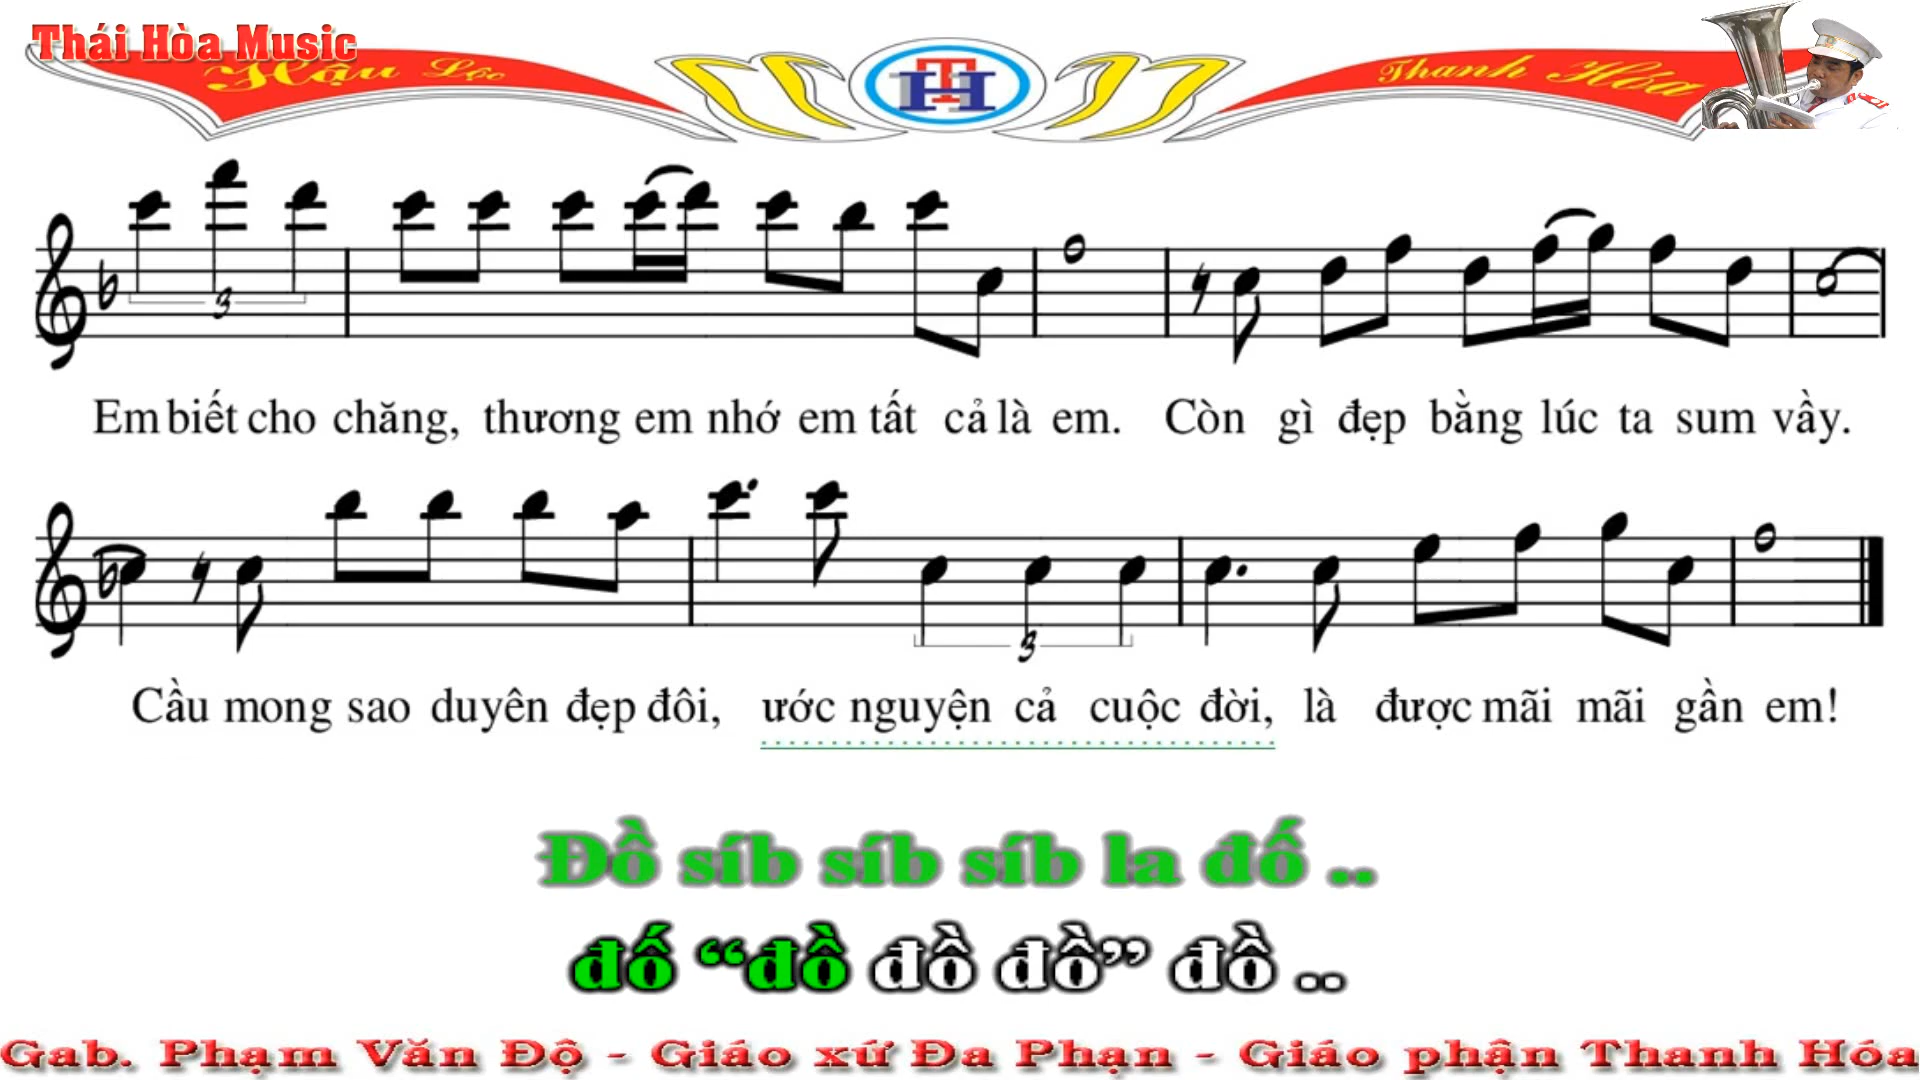 Thái Hòa Music
Hậu Lộc
TH
Thanh Hóa
3
Em biết cho chăng, thương em nhớ em tất cả là em. Còn gì đẹp bằng lúc ta sum vầy.
3
Cầu mong sao duyên đẹp đôi, ước nguyện cả cuộc đời, là được mãi mãi gần em!
Đồ síb síb síb la đố ..
đố “đồ đồ đồ” đồ ..
Gab. Phạm Văn Độ - Giáo xứ Đa Phạn - Giáo phận Thanh Hóa